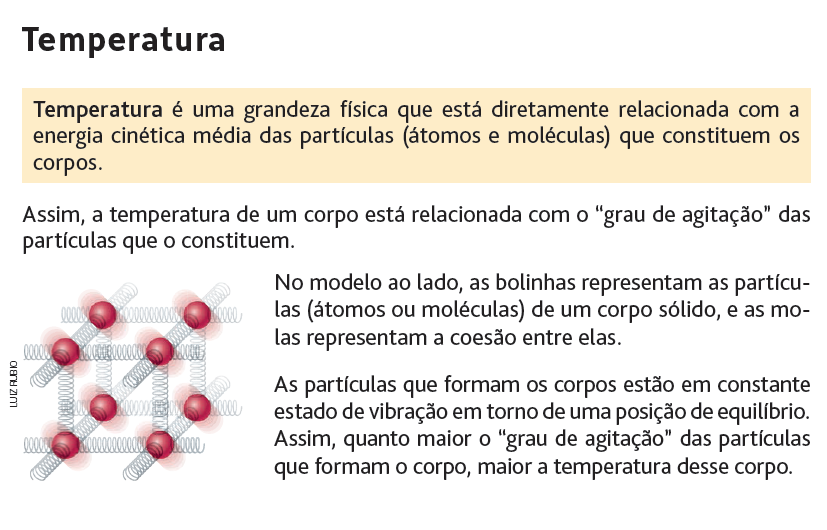 Temperatura
Temperatura é uma grandeza física que está diretamente relacionada com a
energia cinética média das partículas (átomos e moléculas) que constituem os
corpos.
Assim, a temperatura de um corpo está relacionada com o “grau de agitação” das
partículas que o constituem.
No modelo ao lado, as bolinhas representam as partícu-
las (átomos ou moléculas) de um corpo sólido, e as mo-
las representam a coesão entre elas.
As partículas que formam os corpos estão em constante
estado de vibração em torno de uma posição de equilíbrio.
Assim, quanto maior o “grau de agitação” das partículas
que formam o corpo, maior a temperatura desse corpo.
LUIZ RUBIO